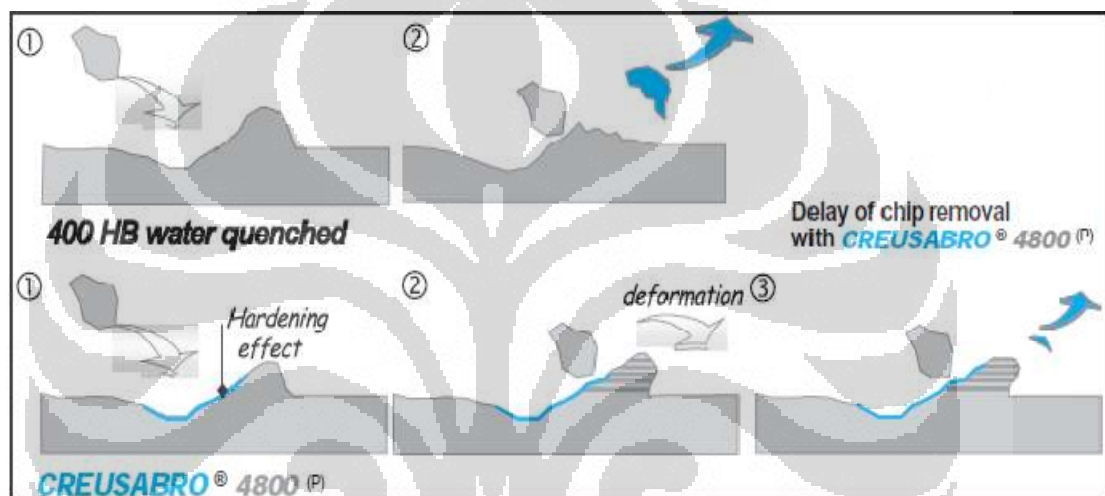 ① ②
400 HB water quenched
Delay of chip removal
with CREUSABRO ® 4800 (P)
① ② deformation ③
Hardening
effect
CREUSABRO ® 4800 (P)